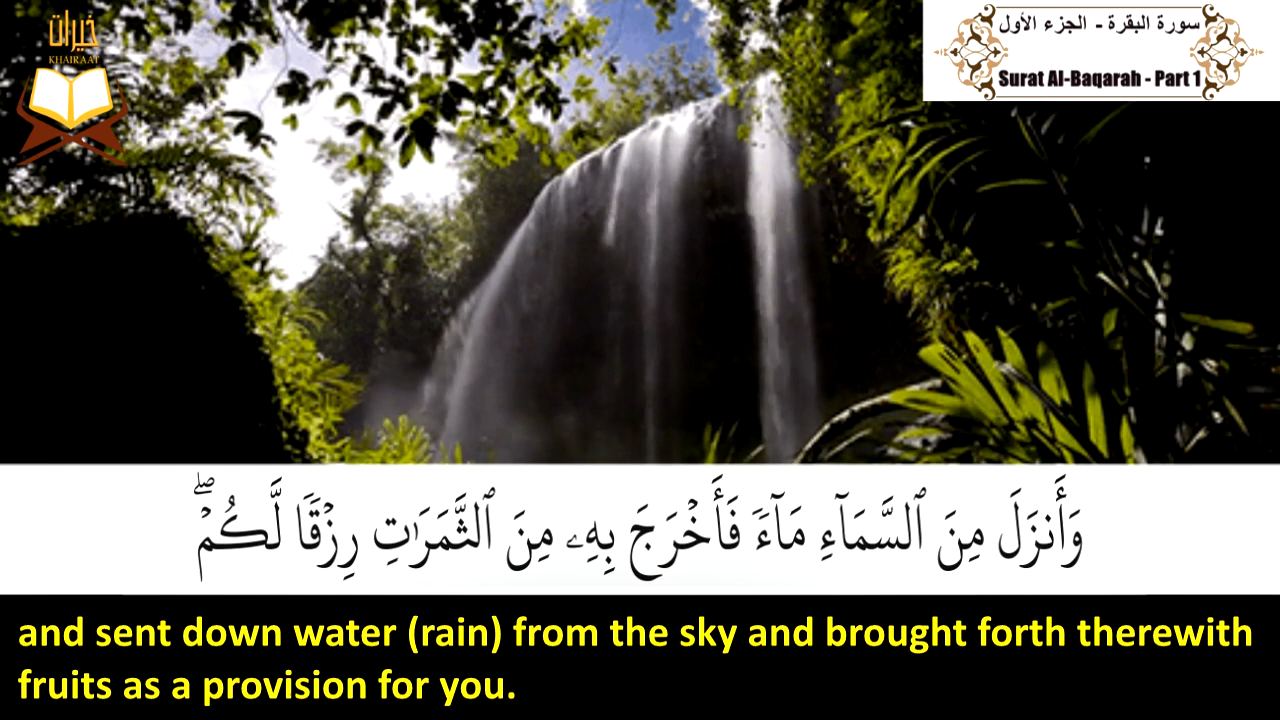 خيرات
KHAIRAAT
سورة البقرة - الجزء الأول
Surat Al-Baqarah - Part 1
وَأَنزَلَ مِنَ ٱلسَّمَآءِ مَآءً فَأَخْرَجَ بِهِۦ مِنَ ٱلثَّمَرَٰتِ رِزْقًا لَّكُمْ ۖ
and sent down water (rain) from the sky and brought forth therewith
fruits as a provision for you.